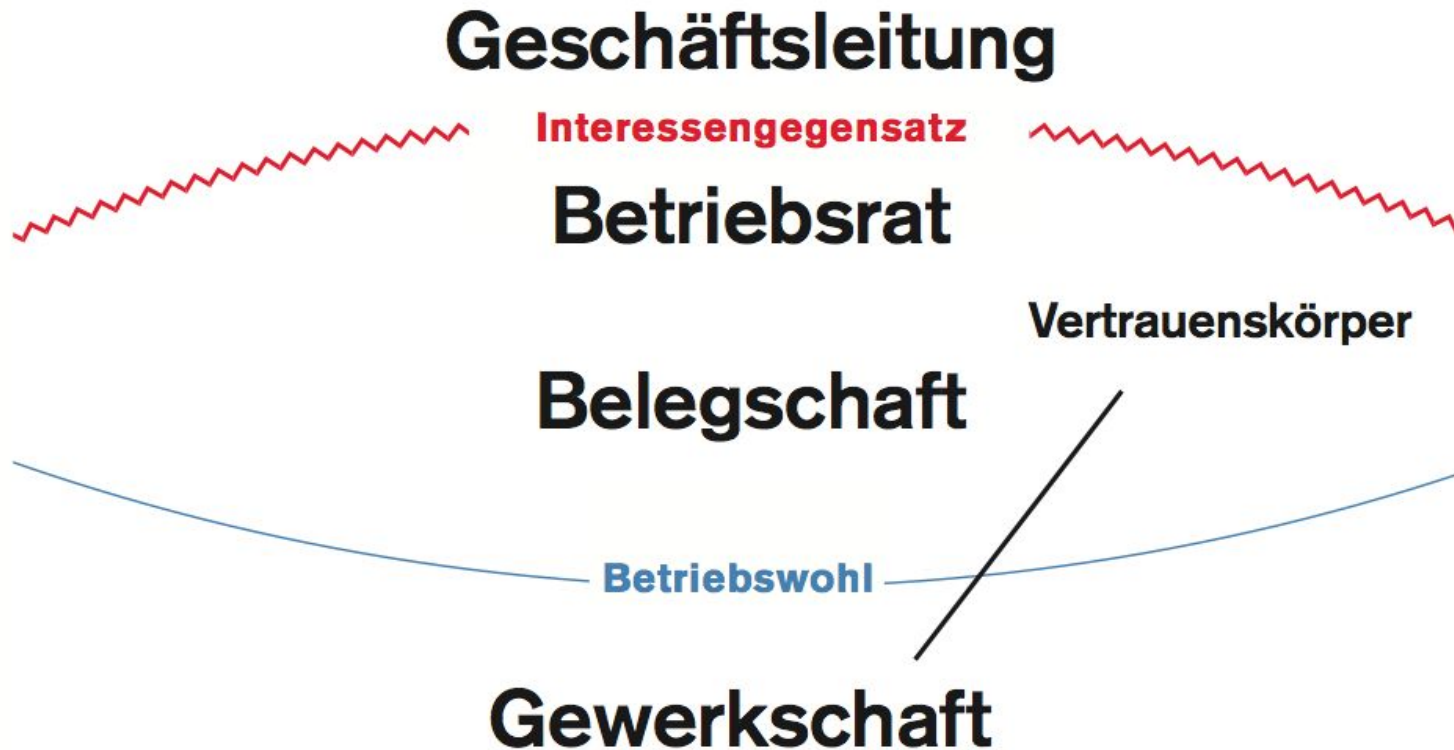 Geschäftsleitung
Interessengegensatz
Betriebsrat
Vertrauenskörper
Belegschaft
Betriebswohl
Gewerkschaft